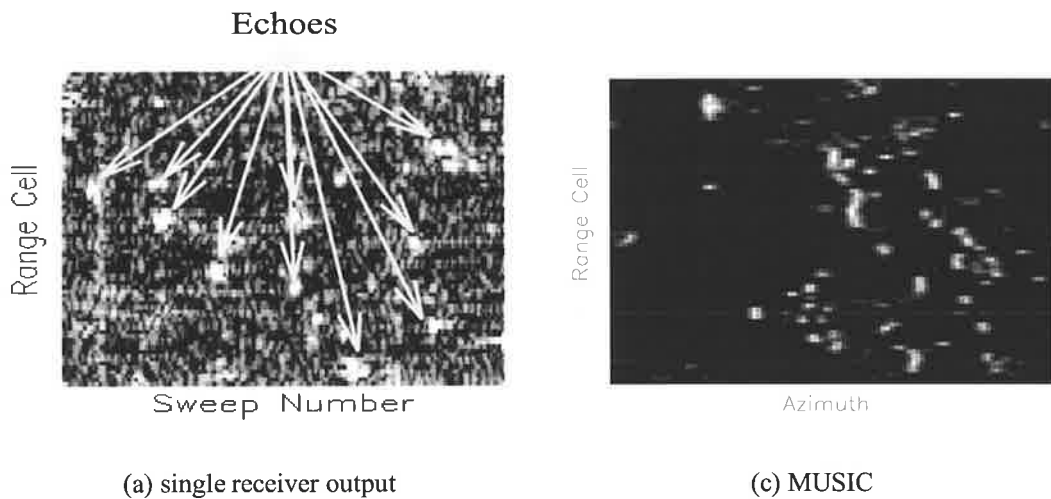 Echoes
Range Cell
Sweep Number
(a) single receiver output
Range Cell
Azimuth
(c) MUSIC